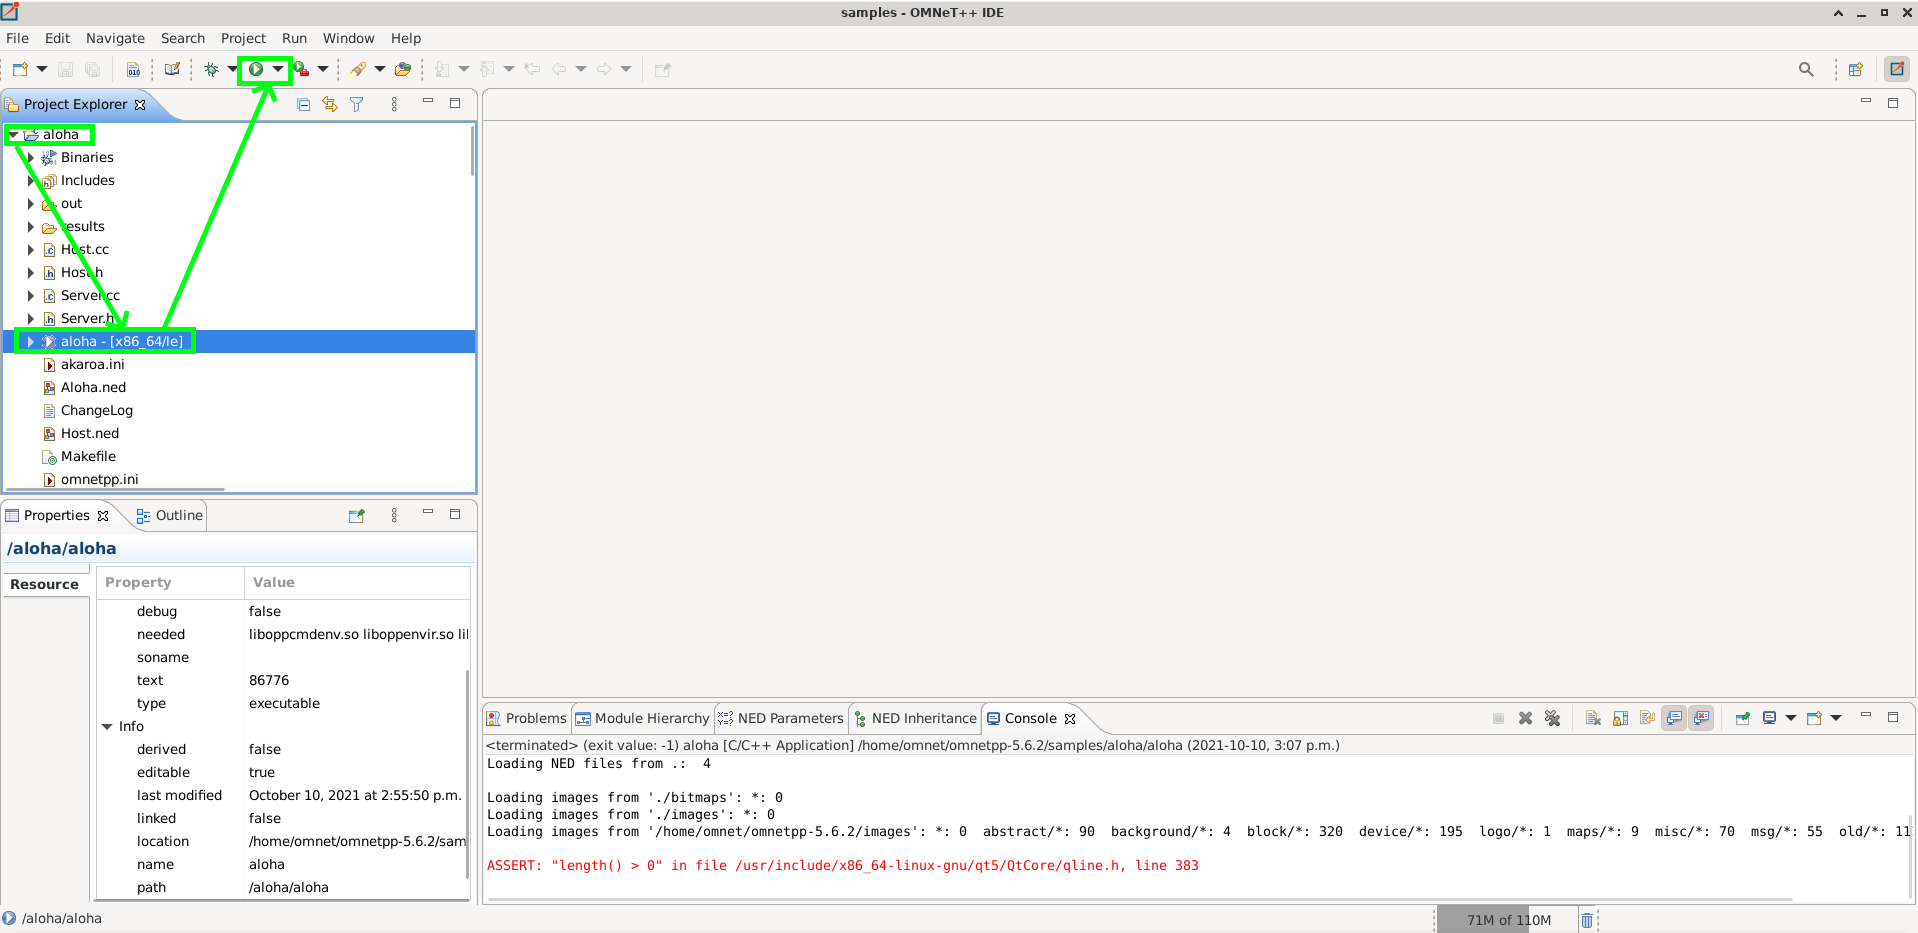 samples - OMNeT++ IDE
File Edit Navigate Search Project Run Window Help
010
Project Explorer
aloha
Binaries
Includes
out
results
Host.cc
Host.h
Server.cc
Server.h
aloha - [x86_64/le]
akaroa.ini
Aloha.ned
ChangeLog
Host.ned
Makefile
omnetpp.ini
Properties Outline
/aloha/aloha
Resource
Property Value
debug false
needed liboppcmdenv.so liboppenvir.so lil
soname
text 86776
type executable
Info
derived false
editable true
last modified October 10, 2021 at 2:55:50 p.m.
linked false
location /home/omnet/omnetpp-5.6.2/sam
name aloha
path /aloha/aloha
Problems Module Hierarchy NED Parameters NED Inheritance Console
<terminated> (exit value: -1) aloha [C/C++ Application] /home/omnet/omnetpp-5.6.2/samples/aloha/aloha (2021-10-10, 3:07 p.m.)
Loading NED files from .: 4
Loading images from './bitmaps': *: 0
Loading images from './images': *: 0
Loading images from '/home/omnet/omnetpp-5.6.2/images': *: 0 abstract/*: 90 background/*: 4 block/*: 320 device/*: 195 logo/*: 1 maps/*: 9 misc/*: 70 msg/*: 55 old/*: 11
ASSERT: "length() > 0" in file /usr/include/x86_64-linux-gnu/qt5/QtCore/qline.h, line 383
/aloha/aloha
71M of 110M